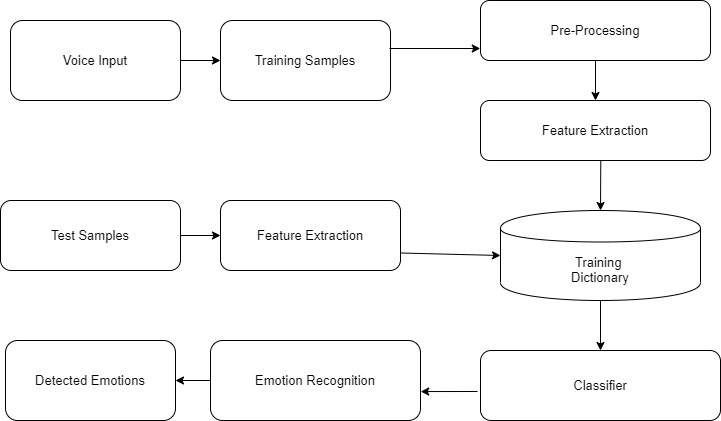 Voice Input
Training Samples
Pre-Processing
Feature Extraction
Test Samples
Feature Extraction
Training
Dictionary
Detected Emotions
Emotion Recognition
Classifier